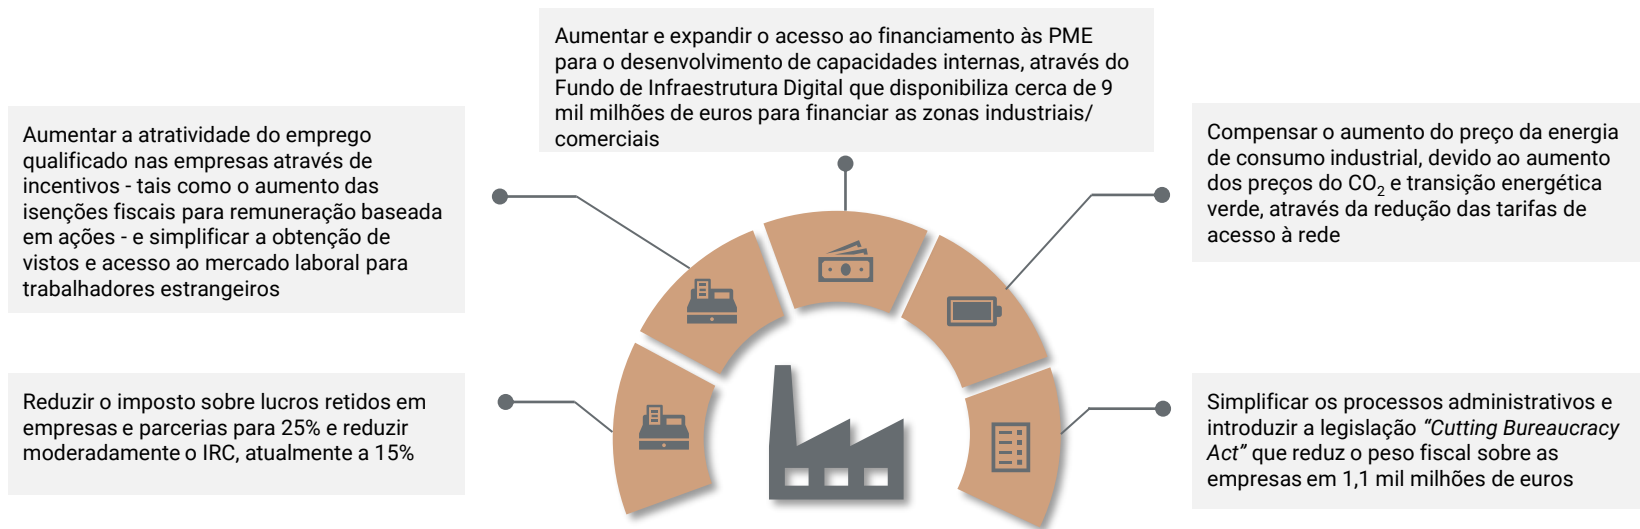 Aumentar e expandir o acesso ao financiamento às PME
para o desenvolvimento de capacidades internas, através do
Fundo de Infraestrutura Digital que disponibiliza cerca de 9
mil milhões de euros para financiar as zonas industriais/
comerciais
Aumentar a atratividade do emprego
qualificado nas empresas através de
incentivos - tais como o aumento das
isenções fiscais para remuneração baseada
em ações - e simplificar a obtenção de
vistos e acesso ao mercado laboral para
trabalhadores estrangeiros
Compensar o aumento do preço da energia
de consumo industrial, devido ao aumento
dos preços do CO₂ e transição energética
verde, através da redução das tarifas de
acesso à rede
Reduzir o imposto sobre lucros retidos em
empresas e parcerias para 25% e reduzir
moderadamente o IRC, atualmente a 15%
Simplificar os processos administrativos e
introduzir a legislação “Cutting Bureaucracy
Act” que reduz o peso fiscal sobre as
empresas em 1,1 mil milhões de euros